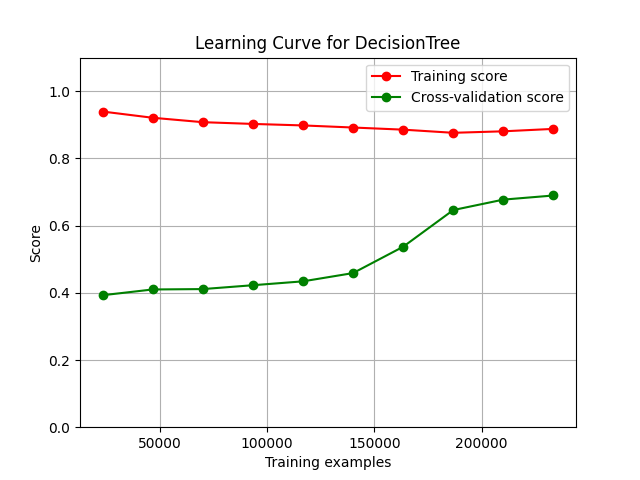 Learning Curve for DecisionTree
Training score
Cross-validation score
1.0
0.8
0.6
0.4
0.2
0.0
Score
50000
100000
150000
200000
Training examples